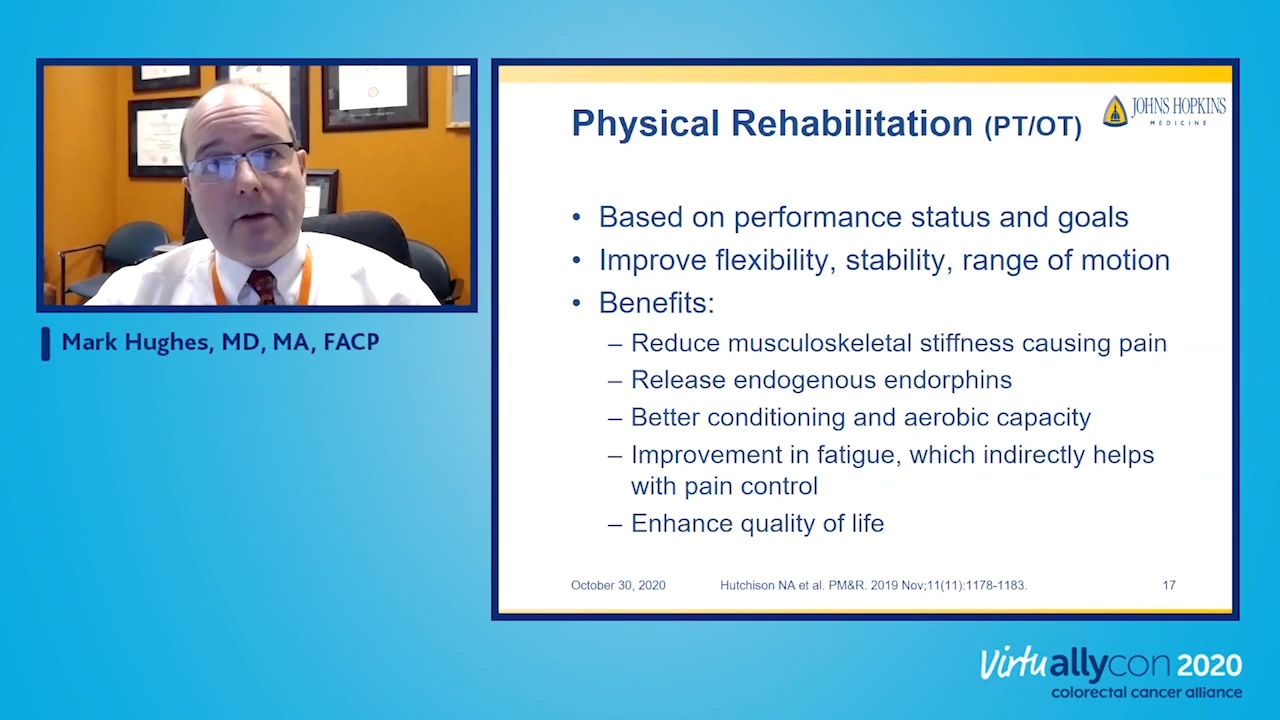 Mark Hughes, MD, MA, FACP
Physical Rehabilitation (PT/OT)
JOHNS HOPKINS
MEDICINE
• Based on performance status and goals
• Improve flexibility, stability, range of motion
• Benefits:
– Reduce musculoskeletal stiffness causing pain
– Release endogenous endorphins
– Better conditioning and aerobic capacity
– Improvement in fatigue, which indirectly helps
with pain control
– Enhance quality of life
October 30, 2020 Hutchison NA et al. PM&R. 2019 Nov;11(11):1178-1183. 17
Virtuallycon 2020
colorectal cancer alliance